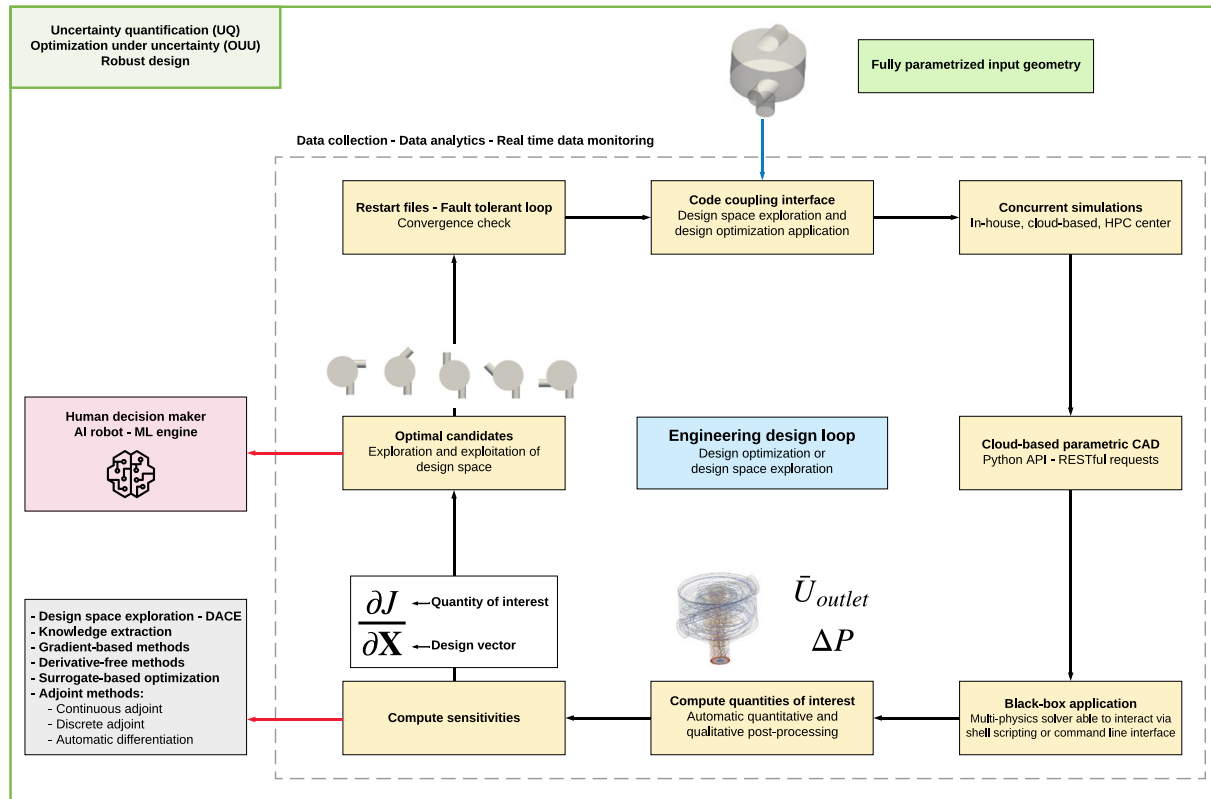 Uncertainty quantification (UQ)
Optimization under uncertainty (OUU)
Robust design
Fully parametrized input geometry
Data collection - Data analytics - Real time data monitoring
Restart files - Fault tolerant loop
Convergence check
Code coupling interface
Design space exploration and
design optimization application
Concurrent simulations
In-house, cloud-based, HPC center
Human decision maker
AI robot - ML engine
Optimal candidates
Exploration and exploitation of
design space
Engineering design loop
Design optimization or
design space exploration
Cloud-based parametric CAD
Python API - RESTful requests
- Design space exploration - DACE
- Knowledge extraction
- Gradient-based methods
- Derivative-free methods
- Surrogate-based optimization
- Adjoint methods:
- Continuous adjoint
- Discrete adjoint
- Automatic differentiation
∂J
Quantity of interest
∂X
Design vector
Ū outlet
ΔP
Compute sensitivities
Compute quantities of interest
Automatic quantitative and
qualitative post-processing
Black-box application
Multi-physics solver able to interact via
shell scripting or command line interface